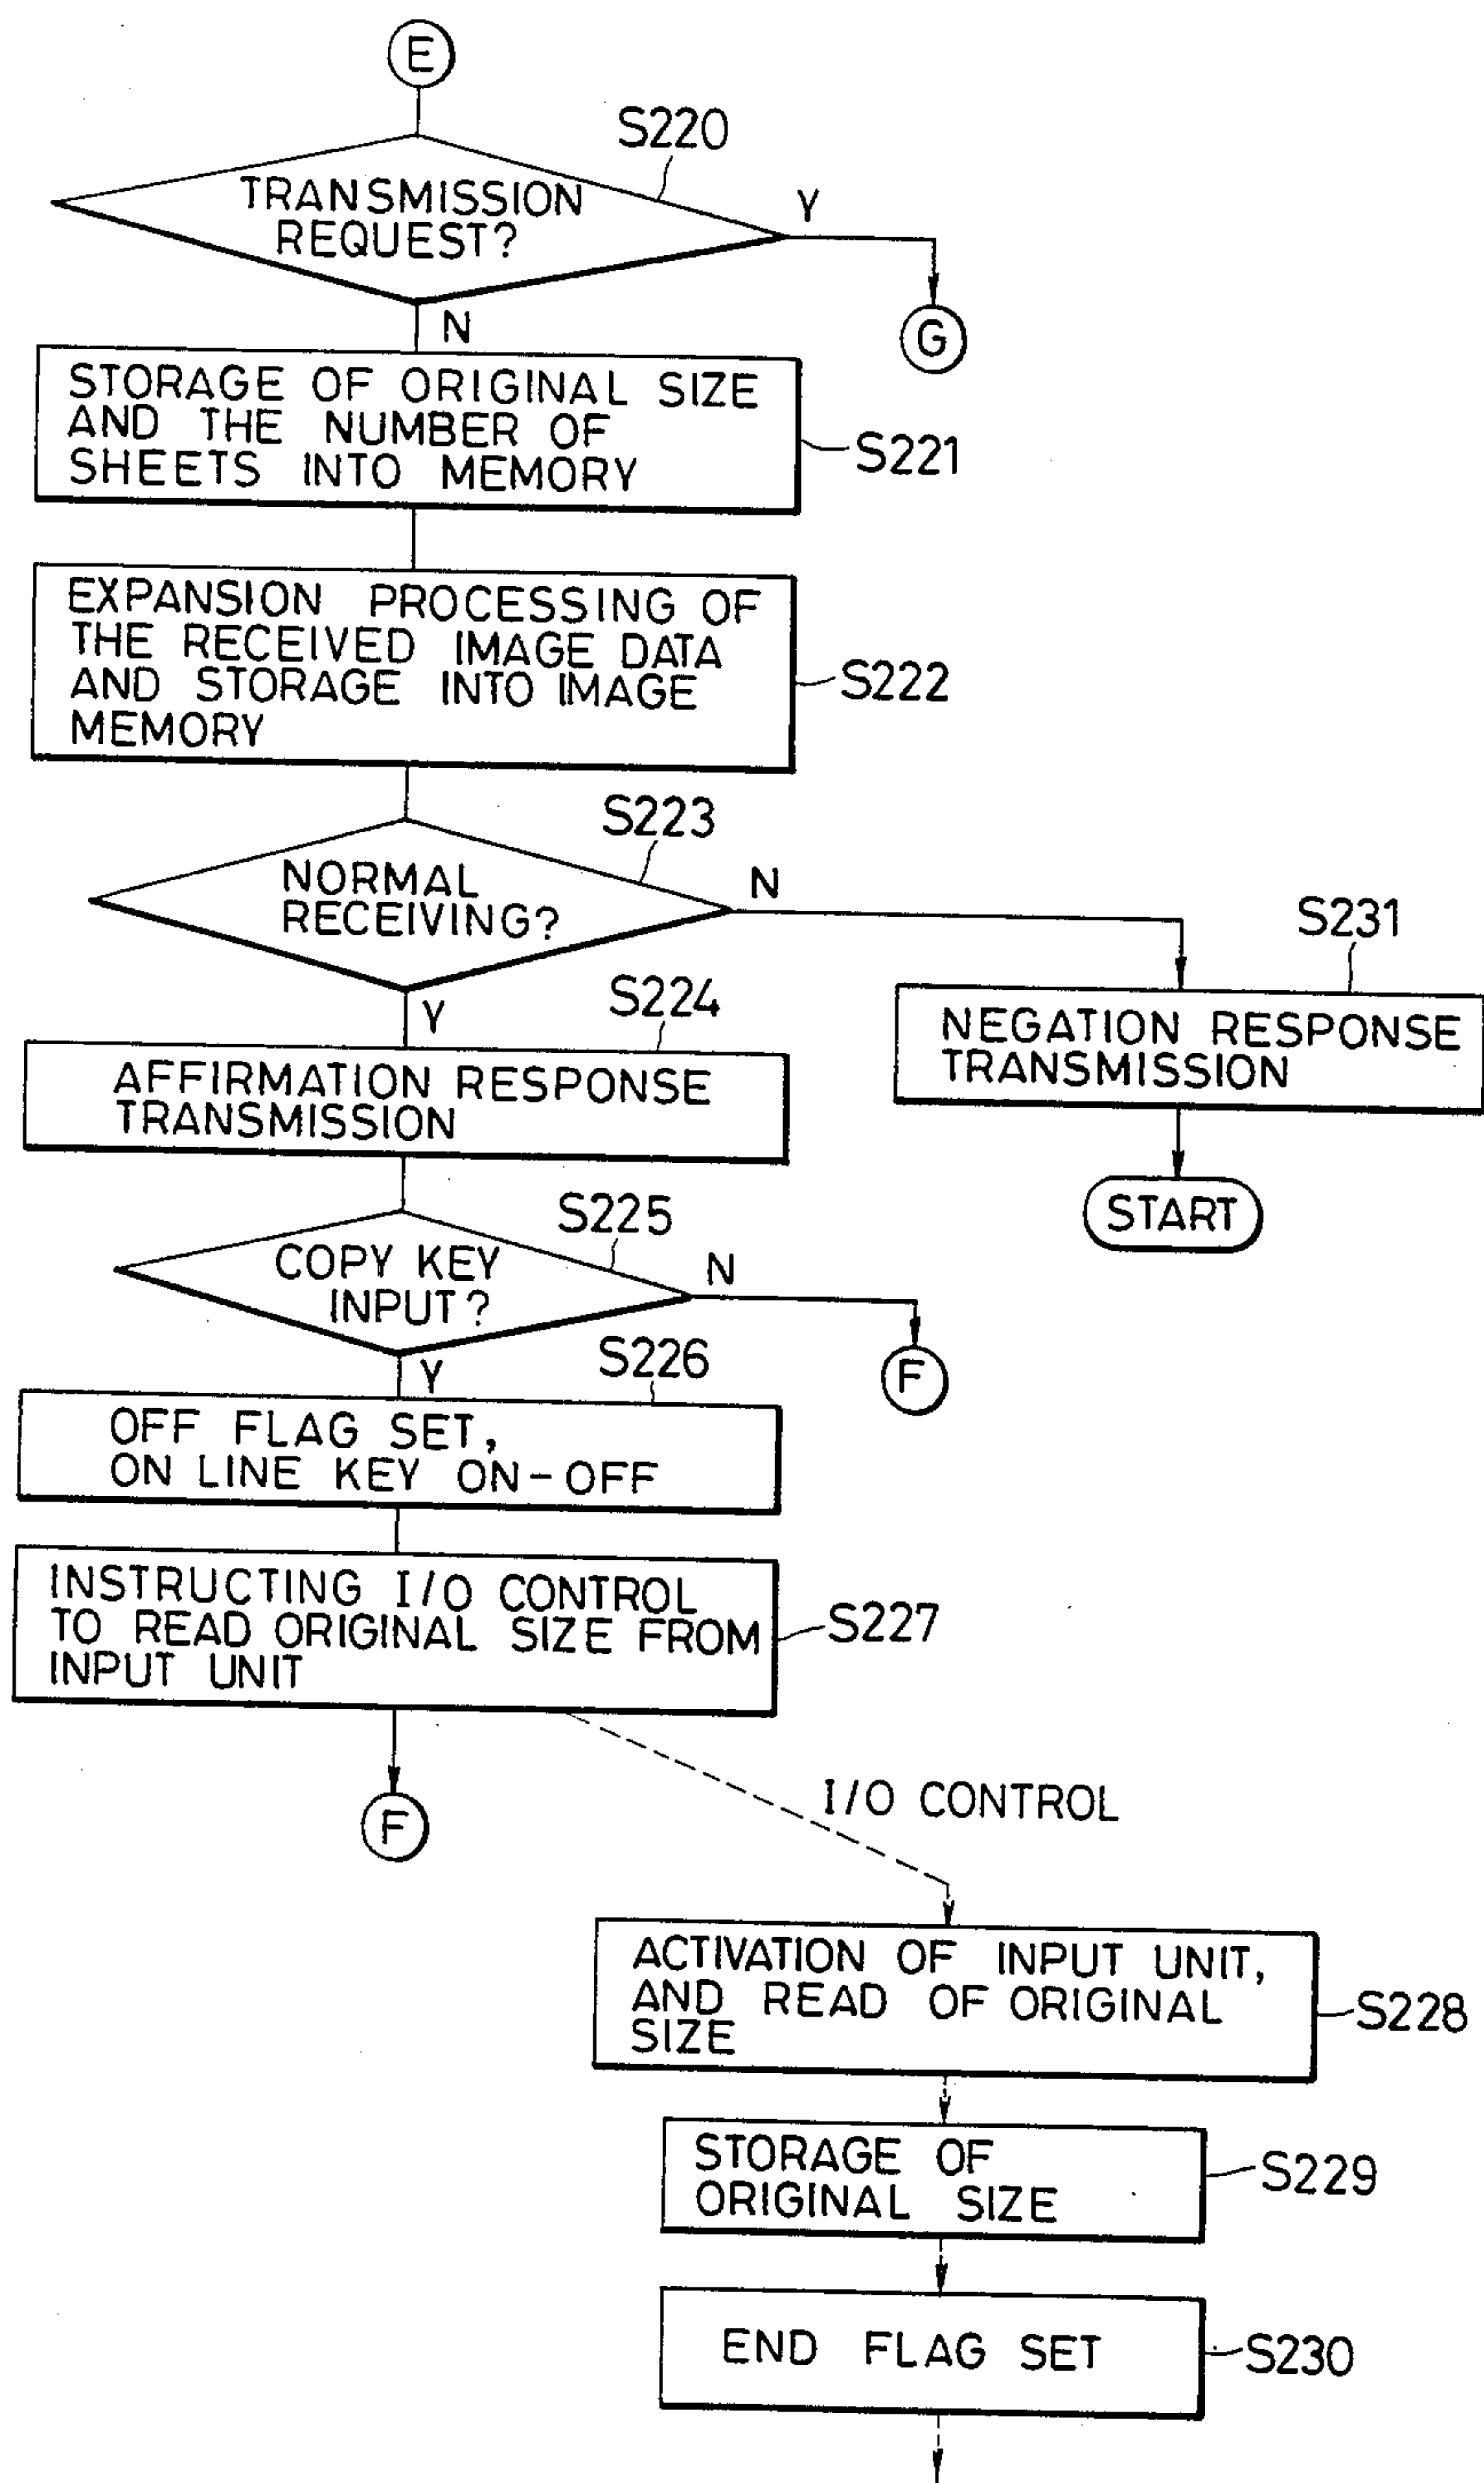 E
S220
TRANSMISSION
REQUEST?
Y
N
G
STORAGE OF ORIGINAL SIZE
AND THE NUMBER OF
SHEETS INTO MEMORY
S221
EXPANSION PROCESSING OF
THE RECEIVED IMAGE DATA
AND STORAGE INTO IMAGE
MEMORY
S222
S223
NORMAL
RECEIVING?
N
Y
S231
NEGATION RESPONSE
TRANSMISSION
START
S224
AFFIRMATION RESPONSE
TRANSMISSION
S225
COPY KEY
INPUT?
N
Y
F
S226
OFF FLAG SET,
ON LINE KEY ON-OFF
INSTRUCTING I/O CONTROL
TO READ ORIGINAL SIZE FROM
INPUT UNIT
S227
F
I/O CONTROL
ACTIVATION OF INPUT UNIT,
AND READ OF ORIGINAL
SIZE
S228
STORAGE OF
ORIGINAL SIZE
S229
END FLAG SET
S230